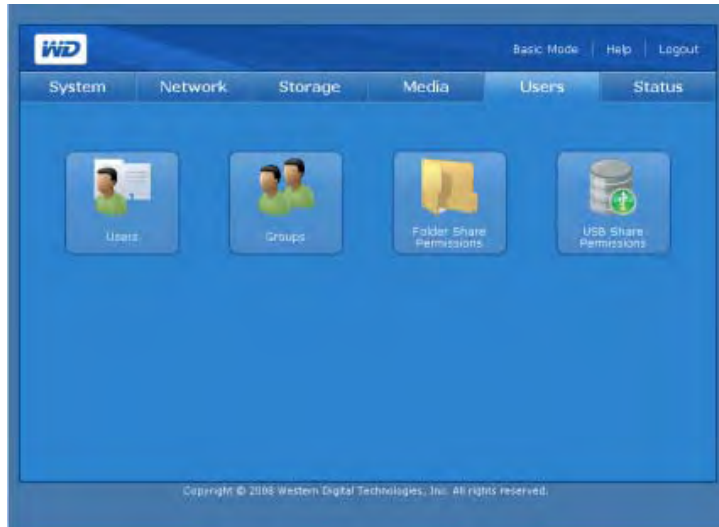 WD
Basic Mode | Help | Logout
System Network Storage Media Users Status
Users
Groups
Folder Share
Permissions
USB Share
Permissions
Copyright © 2008 Western Digital Technologies, Inc. All rights reserved.